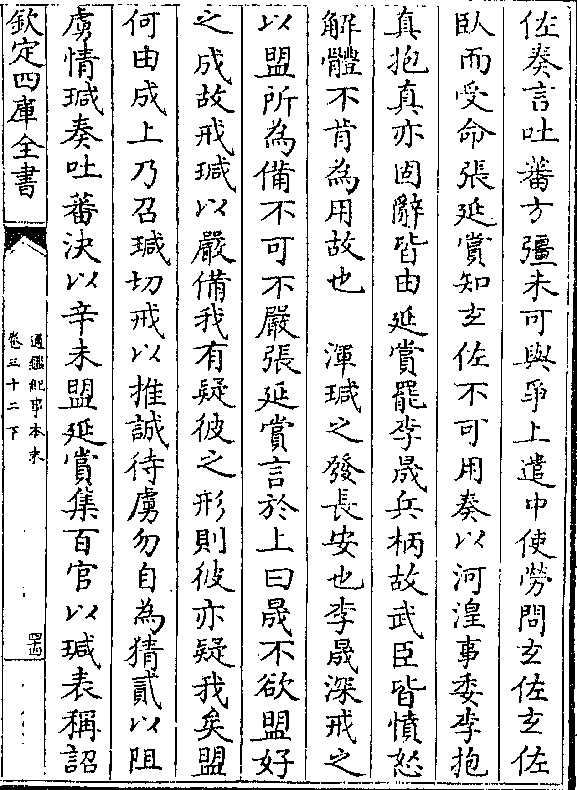 佐奏言吐蕃方彊未可與爭上遣中使勞問玄佐玄佐
臥而受命張延賞知玄佐不可用奏以河湟事委李抱
真抱真亦固辭皆由延賞罷李晟兵柄故武臣皆憤怒
解體不肯為用故也　渾瑊之發長安也李晟深戒之
以盟所為備不可不嚴張延賞言於上曰晟不欲盟好
之成故戒瑊以嚴備我有疑彼之形則彼亦疑我矣盟
何由成上乃召瑊切戒以推誠待虜勿自為猜貳以阻
虜情瑊奏吐蕃決以辛未盟延賞集百官以瑊表稱詔
欽定四庫全書
通鑑紀事本末
卷三十二下
四十四